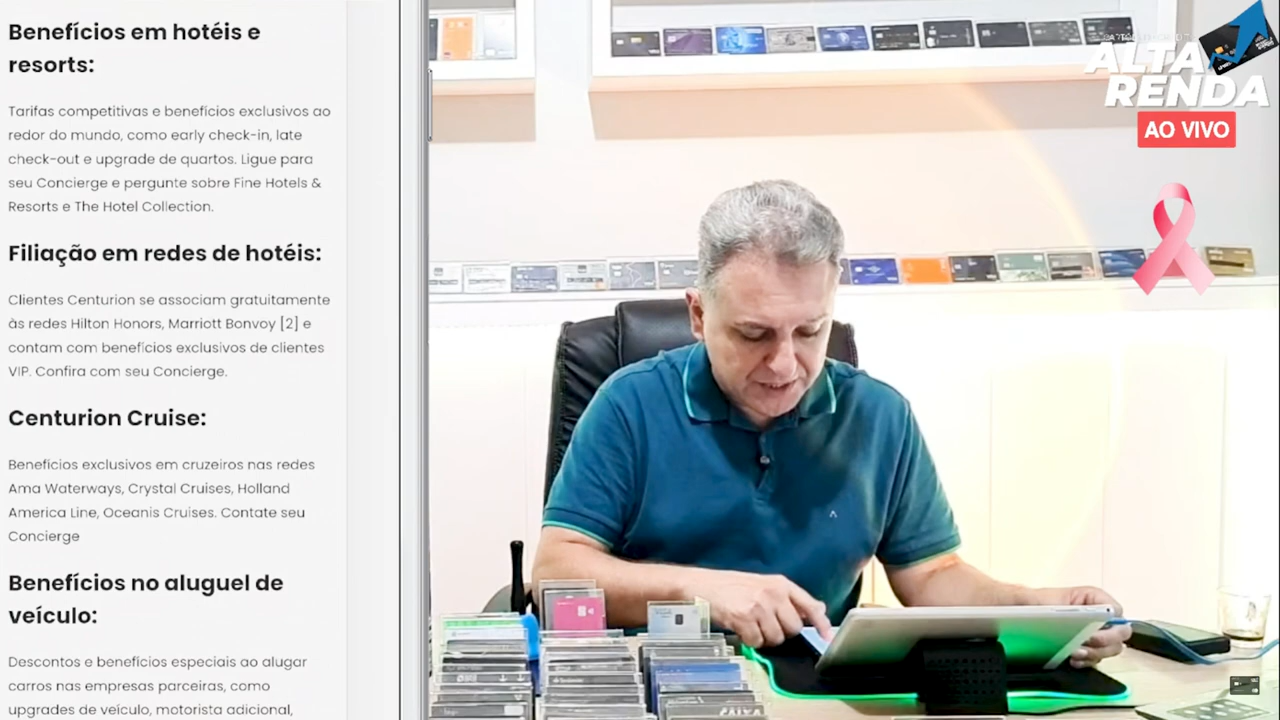 Benefícios em hotéis e
resorts:
Tarifas competitivas e benefícios exclusivos ao
redor do mundo, como early check-in, late
check-out e upgrade de quartos. Ligue para
seu Concierge e pergunte sobre Fine Hotels &
Resorts e The Hotel Collection.
Filiação em redes de hotéis:
Clientes Centurion se associam gratuitamente
às redes Hilton Honors, Marriott Bonvoy [2] e
contam com benefícios exclusivos de clientes
VIP. Confira com seu Concierge.
Centurion Cruise:
Benefícios exclusivos em cruzeiros nas redes
Ama Waterways, Crystal Cruises, Holland
America Line, Oceanis Cruises. Contate seu
Concierge
Benefícios no aluguel de
veículo:
Descontos e benefícios especiais ao alugar
carros nas empresas parceiras, como
upgrades de veículo, motorista adicional,
ALTA
RENDA
AO VIVO